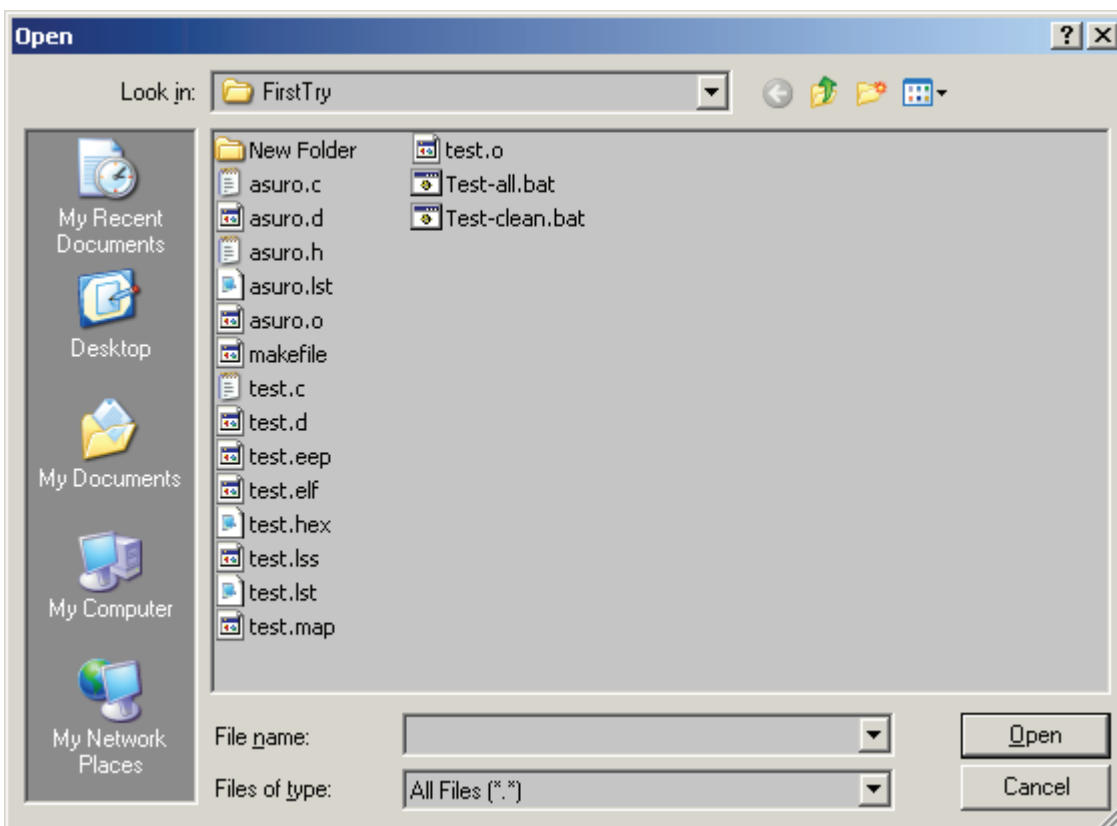 Open
Look in: FirstTry
My Recent
Documents
Desktop
My Documents
My Computer
My Network
Places
New Folder
asuro.c
asuro.d
asuro.h
asuro.lst
asuro.o
makefile
test.c
test.d
test.eep
test.elf
test.hex
test.lss
test.lst
test.map
test.o
Test-all.bat
Test-clean.bat
File name:
Open
Files of type: All Files (*.*)
Cancel